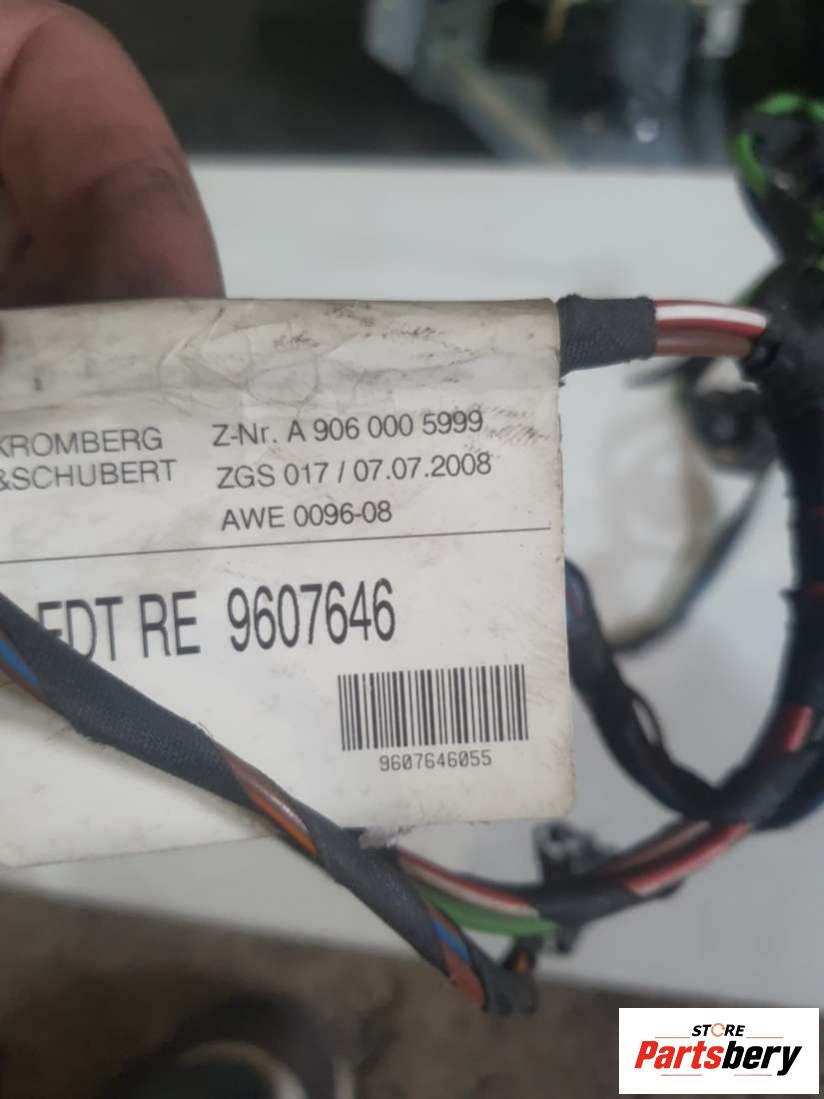 KROMBERG Z-Nr. A 906 000 5999
&SCHUBERT ZGS 017 / 07.07.2008
AWE 0096-08
FDT RE 9607646
9607646055
STORE
Partsbery